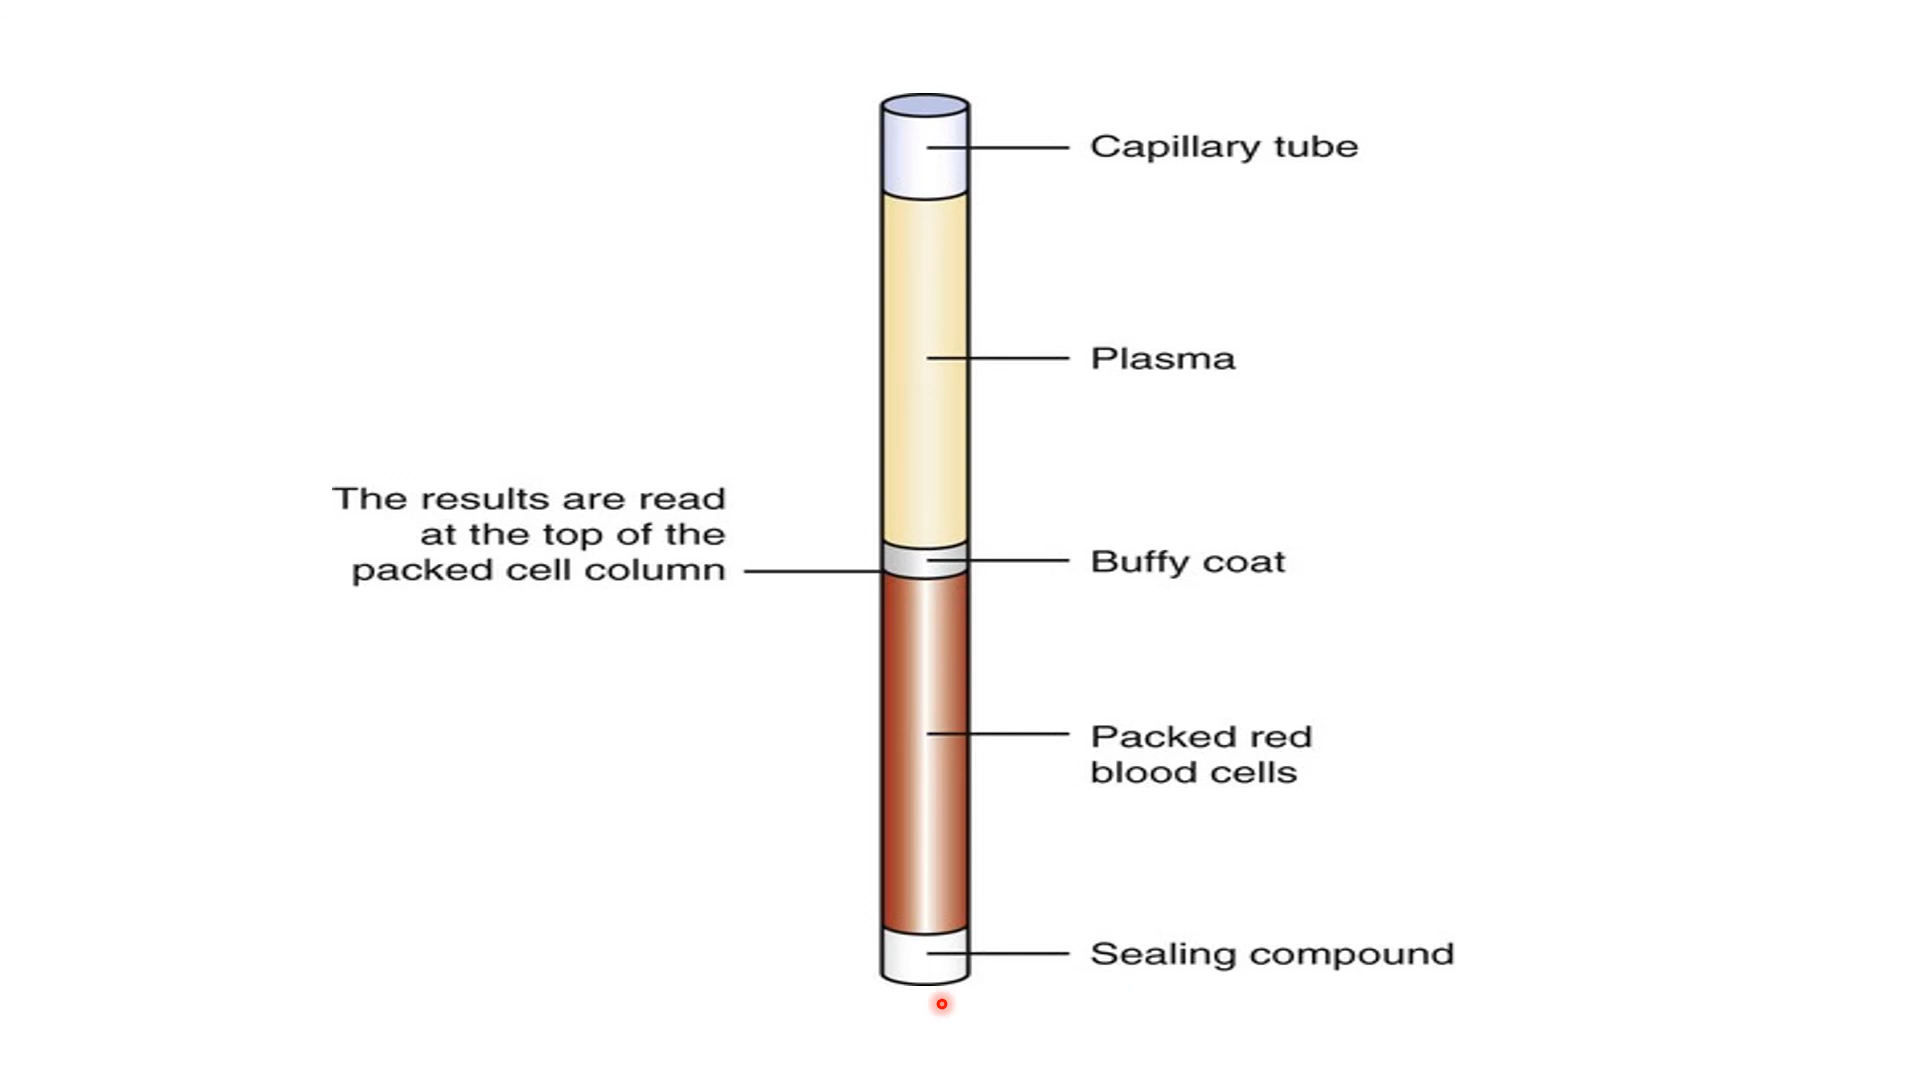 Capillary tube
Plasma
The results are read
at the top of the
packed cell column
Buffy coat
Packed red
blood cells
Sealing compound